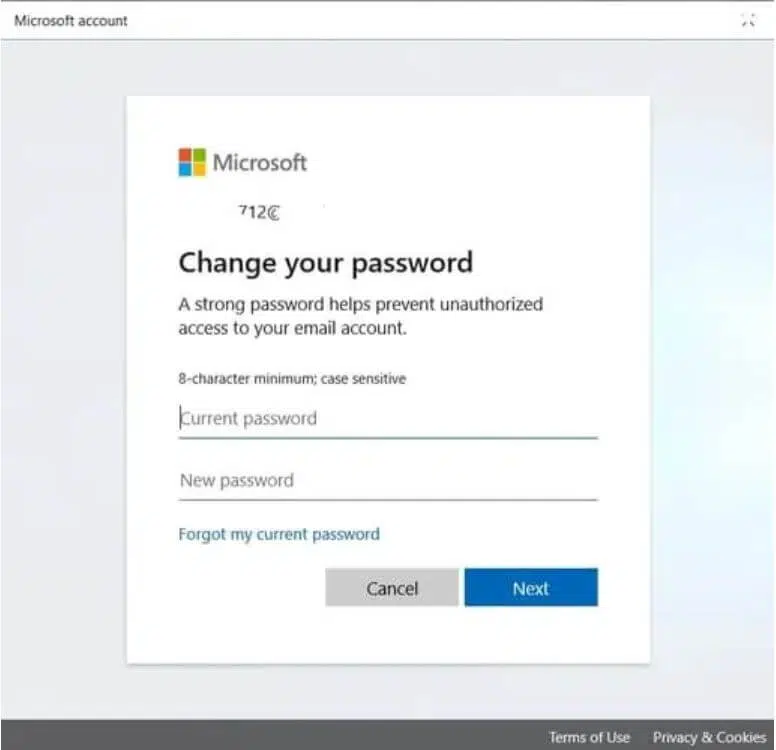 Microsoft account
Microsoft
712
Change your password
A strong password helps prevent unauthorized
access to your email account.
8-character minimum; case sensitive
Current password
New password
Forgot my current password
Cancel Next
Terms of Use Privacy & Cookies